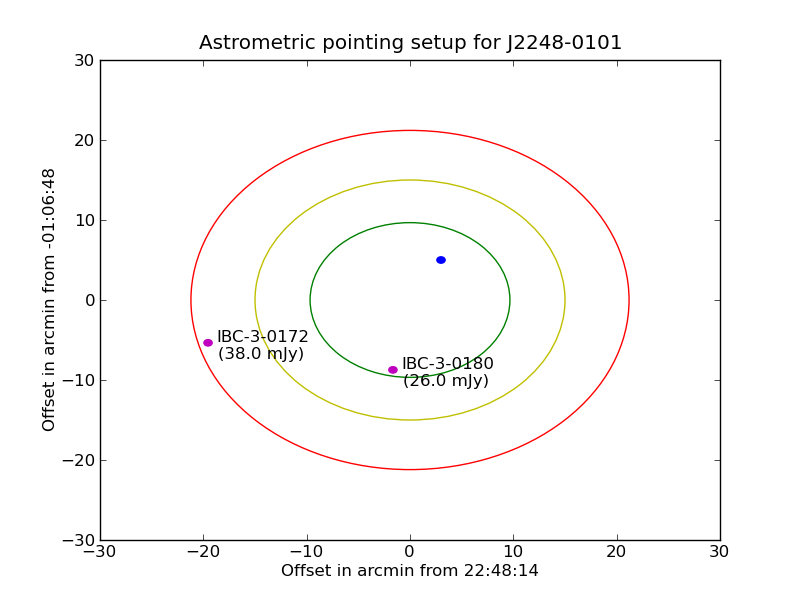 Astrometric pointing setup for J2248-0101
30
20
10
0
−10
−20
−30
Offset in arcmin from -01:06:48
IBC-3-0172
(38.0 mJy)
IBC-3-0180
(26.0 mJy)
−30 −20 −10 0 10 20 30
Offset in arcmin from 22:48:14